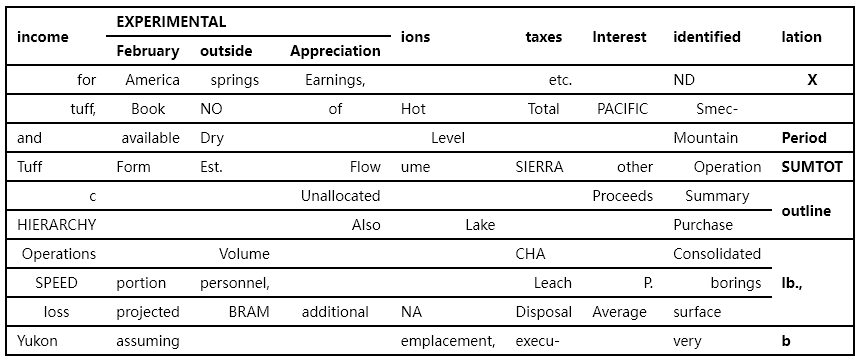 income EXPERIMENTAL ions taxes Interest identified lation
February outside Appreciation
for America springs Earnings, etc. ND X
tuff, Book NO of Hot Total PACIFIC Smec-
and available Dry Level Mountain Period
Tuff Form Est. Flow ume SIERRA other Operation SUMTOT
c Unallocated Proceeds Summary outline
HIERARCHY Also Lake Purchase
Operations Volume CHA Consolidated lb.,
SPEED portion personnel, Leach P. borings
loss projected BRAM additional NA Disposal Average surface
Yukon assuming emplacement, execu- very b